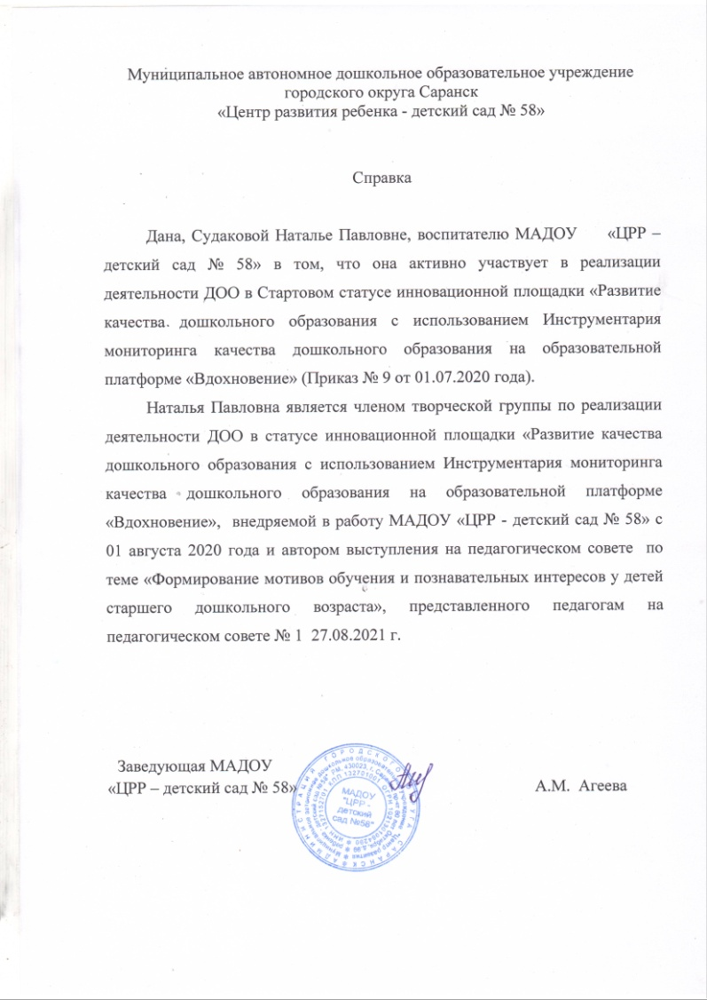 Муниципальное автономное дошкольное образовательное учреждение
городского округа Саранск
«Центр развития ребенка - детский сад № 58»
Справка
Дана, Судаковой Наталье Павловне, воспитателю МАДОУ «ЦРР –
детский сад № 58» в том, что она активно участвует в реализации
деятельности ДОО в Стартовом статусе инновационной площадки «Развитие
качества дошкольного образования с использованием Инструментария
мониторинга качества дошкольного образования на образовательной
платформе «Вдохновение» (Приказ № 9 от 01.07.2020 года).
Наталья Павловна является членом творческой группы по реализации
деятельности ДОО в статусе инновационной площадки «Развитие качества
дошкольного образования с использованием Инструментария мониторинга
качества дошкольного образования на образовательной платформе
«Вдохновение», внедряемой в работу МАДОУ «ЦРР - детский сад № 58» с
01 августа 2020 года и автором выступления на педагогическом совете по
теме «Формирование мотивов обучения и познавательных интересов у детей
старшего дошкольного возраста», представленного педагогам на
педагогическом совете № 1 27.08.2021 г.
Заведующая МАДОУ
«ЦРР – детский сад № 58»
А.М. Агеева
МАДОУ
"ЦРР -
детский
сад №58"